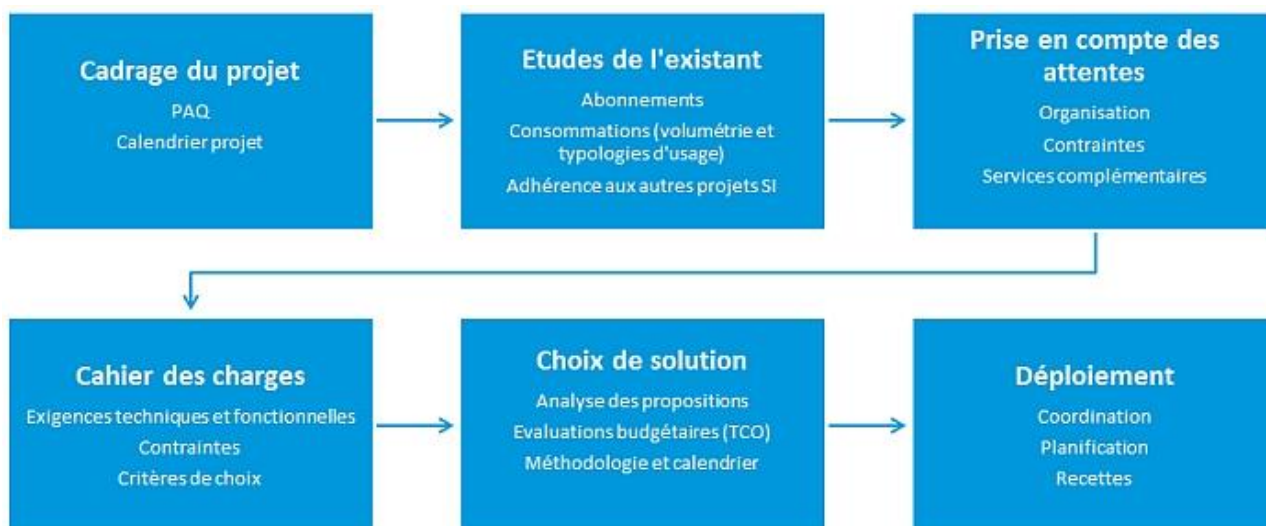 Cadrage du projet
PAQ
Calendrier projet
Etudes de l'existant
Abonnements
Consommations (volumétrie et
typologies d'usage)
Adhérence aux autres projets SI
Prise en compte des
attentes
Organisation
Contraintes
Services complémentaires
Cahier des charges
Exigences techniques et fonctionnelles
Contraintes
Critères de choix
Choix de solution
Analyse des propositions
Evaluations budgétaires (TCO)
Méthodologie et calendrier
Déploiement
Coordination
Planification
Recettes